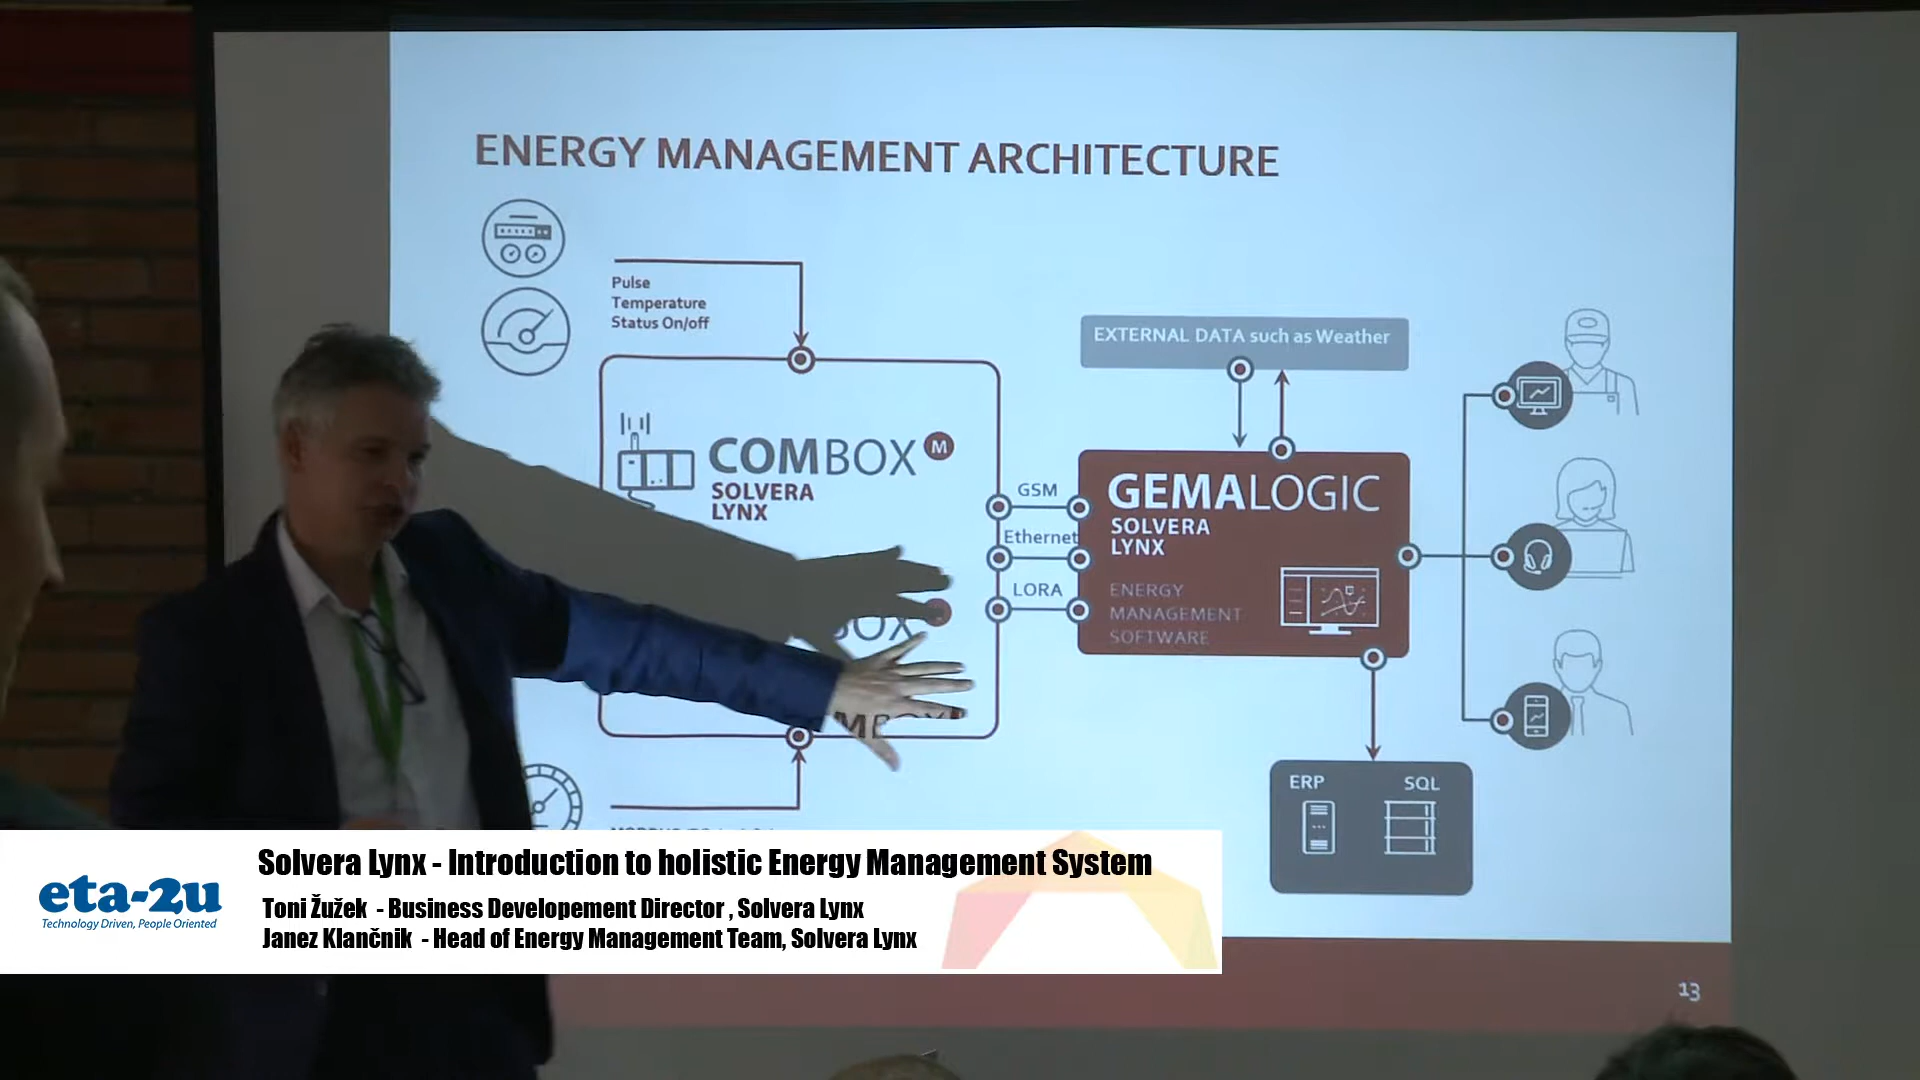 ENERGY MANAGEMENT ARCHITECTURE
Pulse
Temperature
Status On/off
COMBOX M
SOLVERA
LYNX
GSM
Ethernet
LORA
EXTERNAL DATA such as Weather
GEMALOGIC
SOLVERA
LYNX
ENERGY
MANAGEMENT
SOFTWARE
ERP SQL
eta-2u
Technology Driven, People Oriented
Solvera Lynx - Introduction to holistic Energy Management System
Toni Žužek - Business Developement Director , Solvera Lynx
Janez Klančnik - Head of Energy Management Team, Solvera Lynx
13